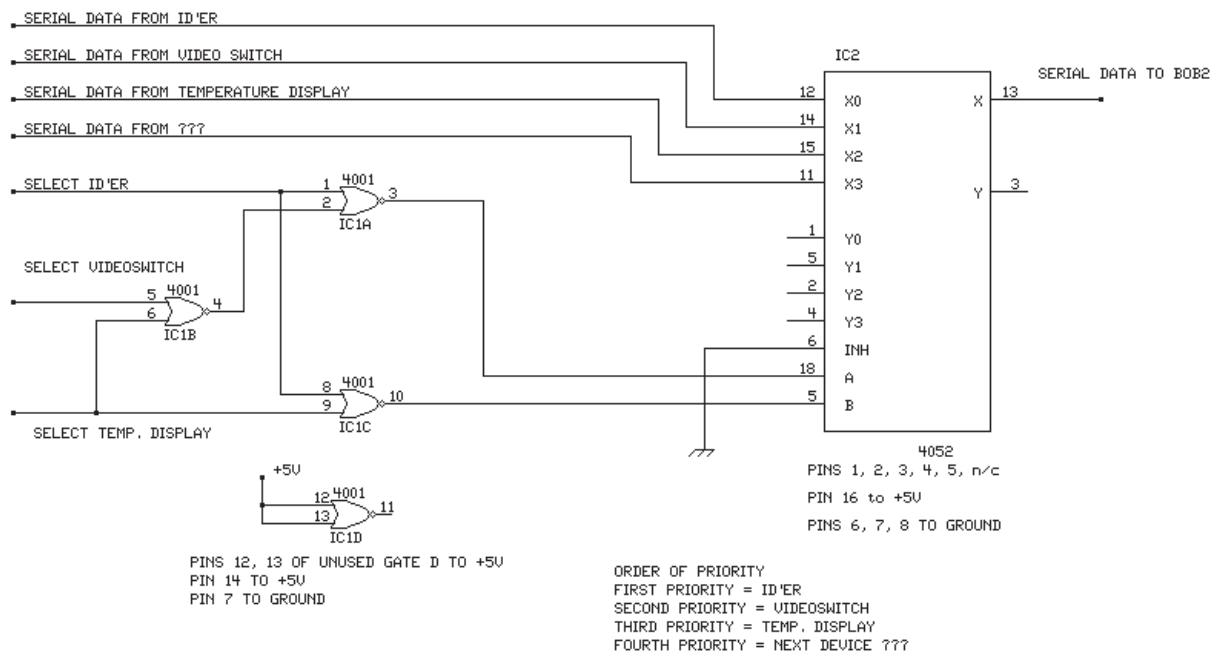 SERIAL DATA FROM ID'ER
SERIAL DATA FROM VIDEO SWITCH
SERIAL DATA FROM TEMPERATURE DISPLAY
SERIAL DATA FROM ???
SELECT ID'ER
SELECT VIDEOSWITCH
SELECT TEMP. DISPLAY
1
2
4001
3
IC1A
5
6
4001
4
IC1B
8
9
4001
10
IC1C
+5V
12
13
4001
11
IC1D
PINS 12, 13 OF UNUSED GATE D TO +5V
PIN 14 TO +5V
PIN 7 TO GROUND
IC2
SERIAL DATA TO BOB2
12 X0
14 X1
15 X2
11 X3
1 Y0
5 Y1
2 Y2
4 Y3
6 INH
18 A
5 B
X 13
Y 3
4052
PINS 1, 2, 3, 4, 5, n/c
PIN 16 to +5V
PINS 6, 7, 8 TO GROUND
ORDER OF PRIORITY
FIRST PRIORITY = ID'ER
SECOND PRIORITY = VIDEOSWITCH
THIRD PRIORITY = TEMP. DISPLAY
FOURTH PRIORITY = NEXT DEVICE ???